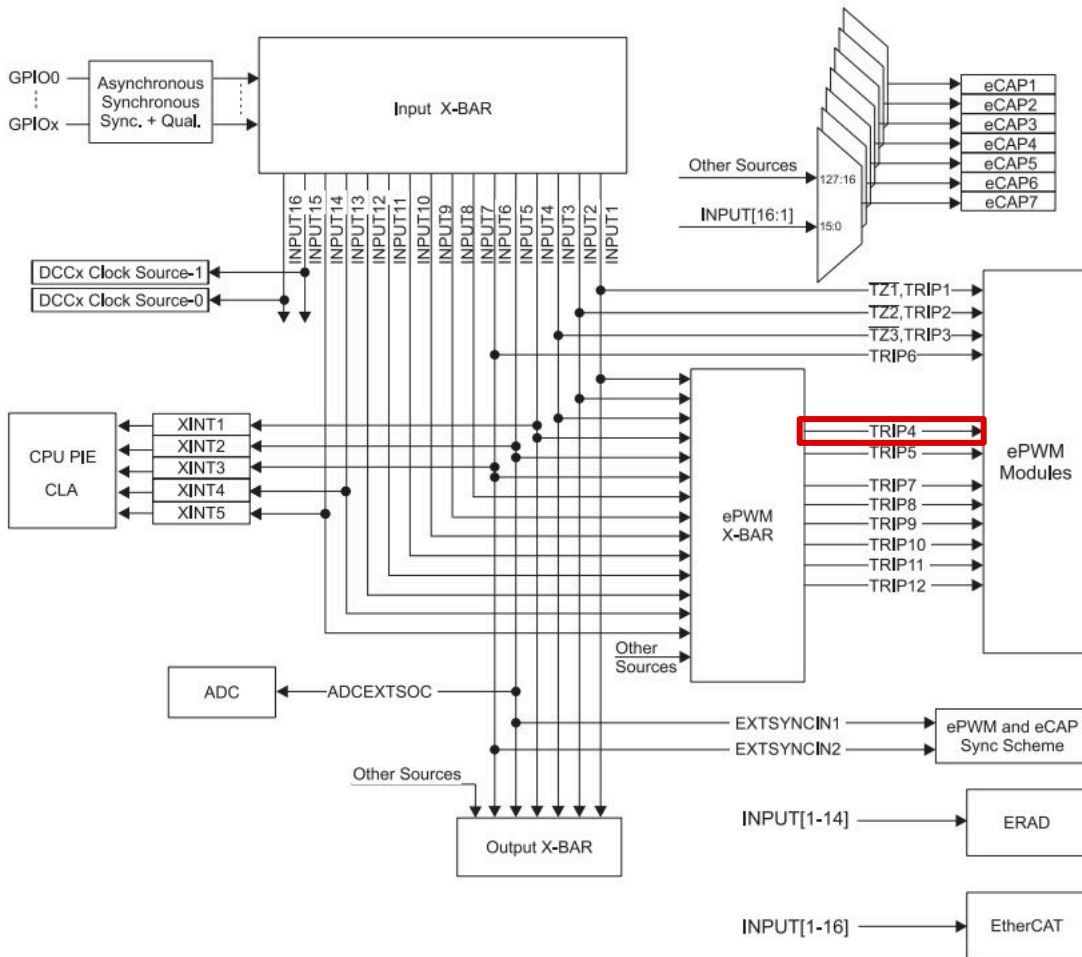 GPIO0
GPIOx
Asynchronous
Synchronous
Sync. + Qual.
Input X-BAR
Other Sources
INPUT[16:1]
127:16
15:0
eCAP1
eCAP2
eCAP3
eCAP4
eCAP5
eCAP6
eCAP7
INPUT16
INPUT15
INPUT14
INPUT13
INPUT12
INPUT11
INPUT10
INPUT9
INPUT8
INPUT7
INPUT6
INPUT5
INPUT4
INPUT3
INPUT2
INPUT1
DCCx Clock Source-1
DCCx Clock Source-0
TZ1,TRIP1
TZ2,TRIP2
TZ3,TRIP3
TRIP6
CPU PIE
CLA
XINT1
XINT2
XINT3
XINT4
XINT5
ePWM
X-BAR
TRIP4
TRIP5
TRIP7
TRIP8
TRIP9
TRIP10
TRIP11
TRIP12
ePWM
Modules
Other
Sources
ADC
ADCEXTSOC
EXTSYNCIN1
EXTSYNCIN2
ePWM and eCAP
Sync Scheme
Other Sources
Output X-BAR
INPUT[1-14]
ERAD
INPUT[1-16]
EtherCAT